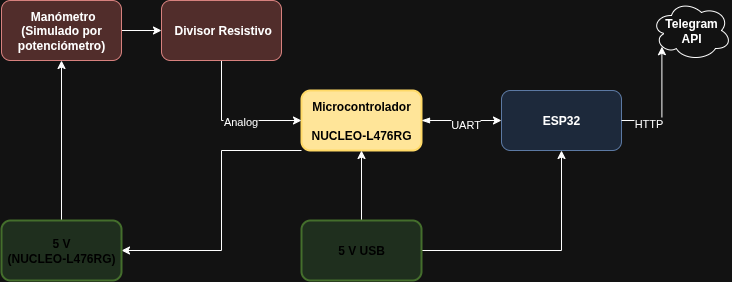 Manómetro
(Simulado por
potenciómetro)
Divisor Resistivo
Telegram
API
Analog
Microcontrolador
NUCLEO-L476RG
UART
ESP32
HTTP
5 V
(NUCLEO-L476RG)
5 V USB